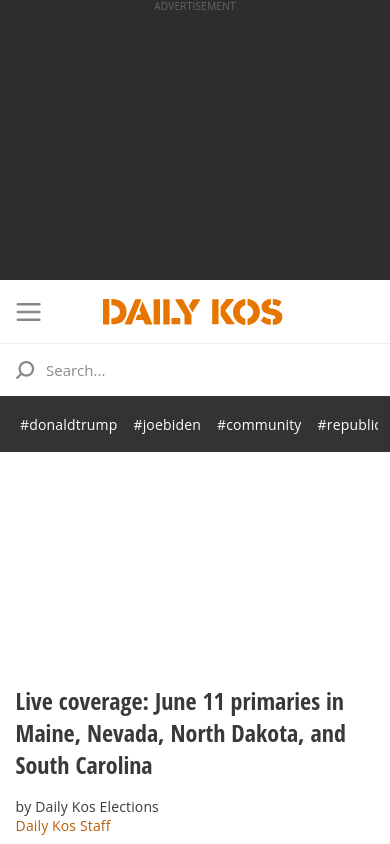 ADVERTISEMENT
DAILY KOS
Search...
#donaldtrump #joebiden #community
Live coverage: June 11 primaries in
Maine, Nevada, North Dakota, and
South Carolina
by Daily Kos Elections
Daily Kos Staff